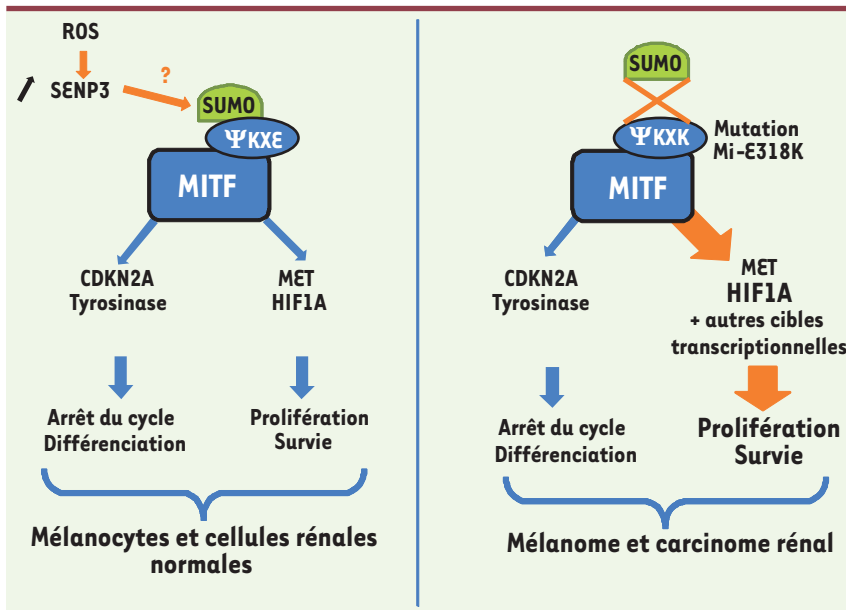 ROS
SENP3
?
SUMO
ΨKXE
MITF
CDKN2A
Tyrosinase
MET
HIF1A
Arrêt du cycle
Différenciation
Prolifération
Survie
Mélanocytes et cellules rénales
normales
SUMO
ΨKXK
Mutation
Mi-E318K
MITF
CDKN2A
Tyrosinase
MET
HIF1A
+ autres cibles
transcriptionnelles
Arrêt du cycle
Différenciation
Prolifération
Survie
Mélanome et carcinome rénal